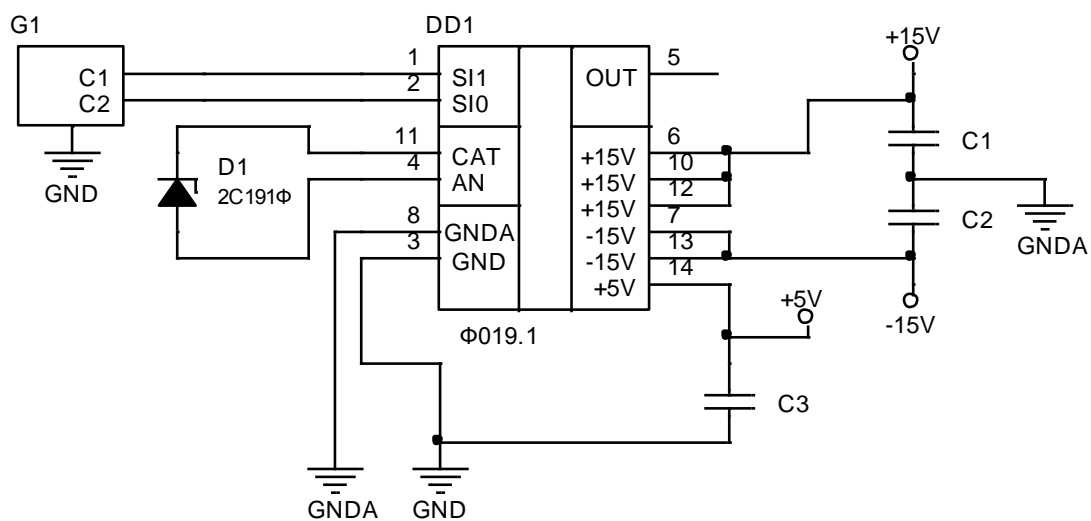 G1
DD1
+15V
1
SI1
OUT
5
C1
2
SI0
C2
6
C1
11
CAT
+15V
10
D1
4
AN
+15V
12
GND
2С191Ф
+15V
7
C2
8
GNDA
-15V
13
3
GND
-15V
14
GNDA
+5V
+5V
-15V
Ф019.1
C3
GNDA
GND